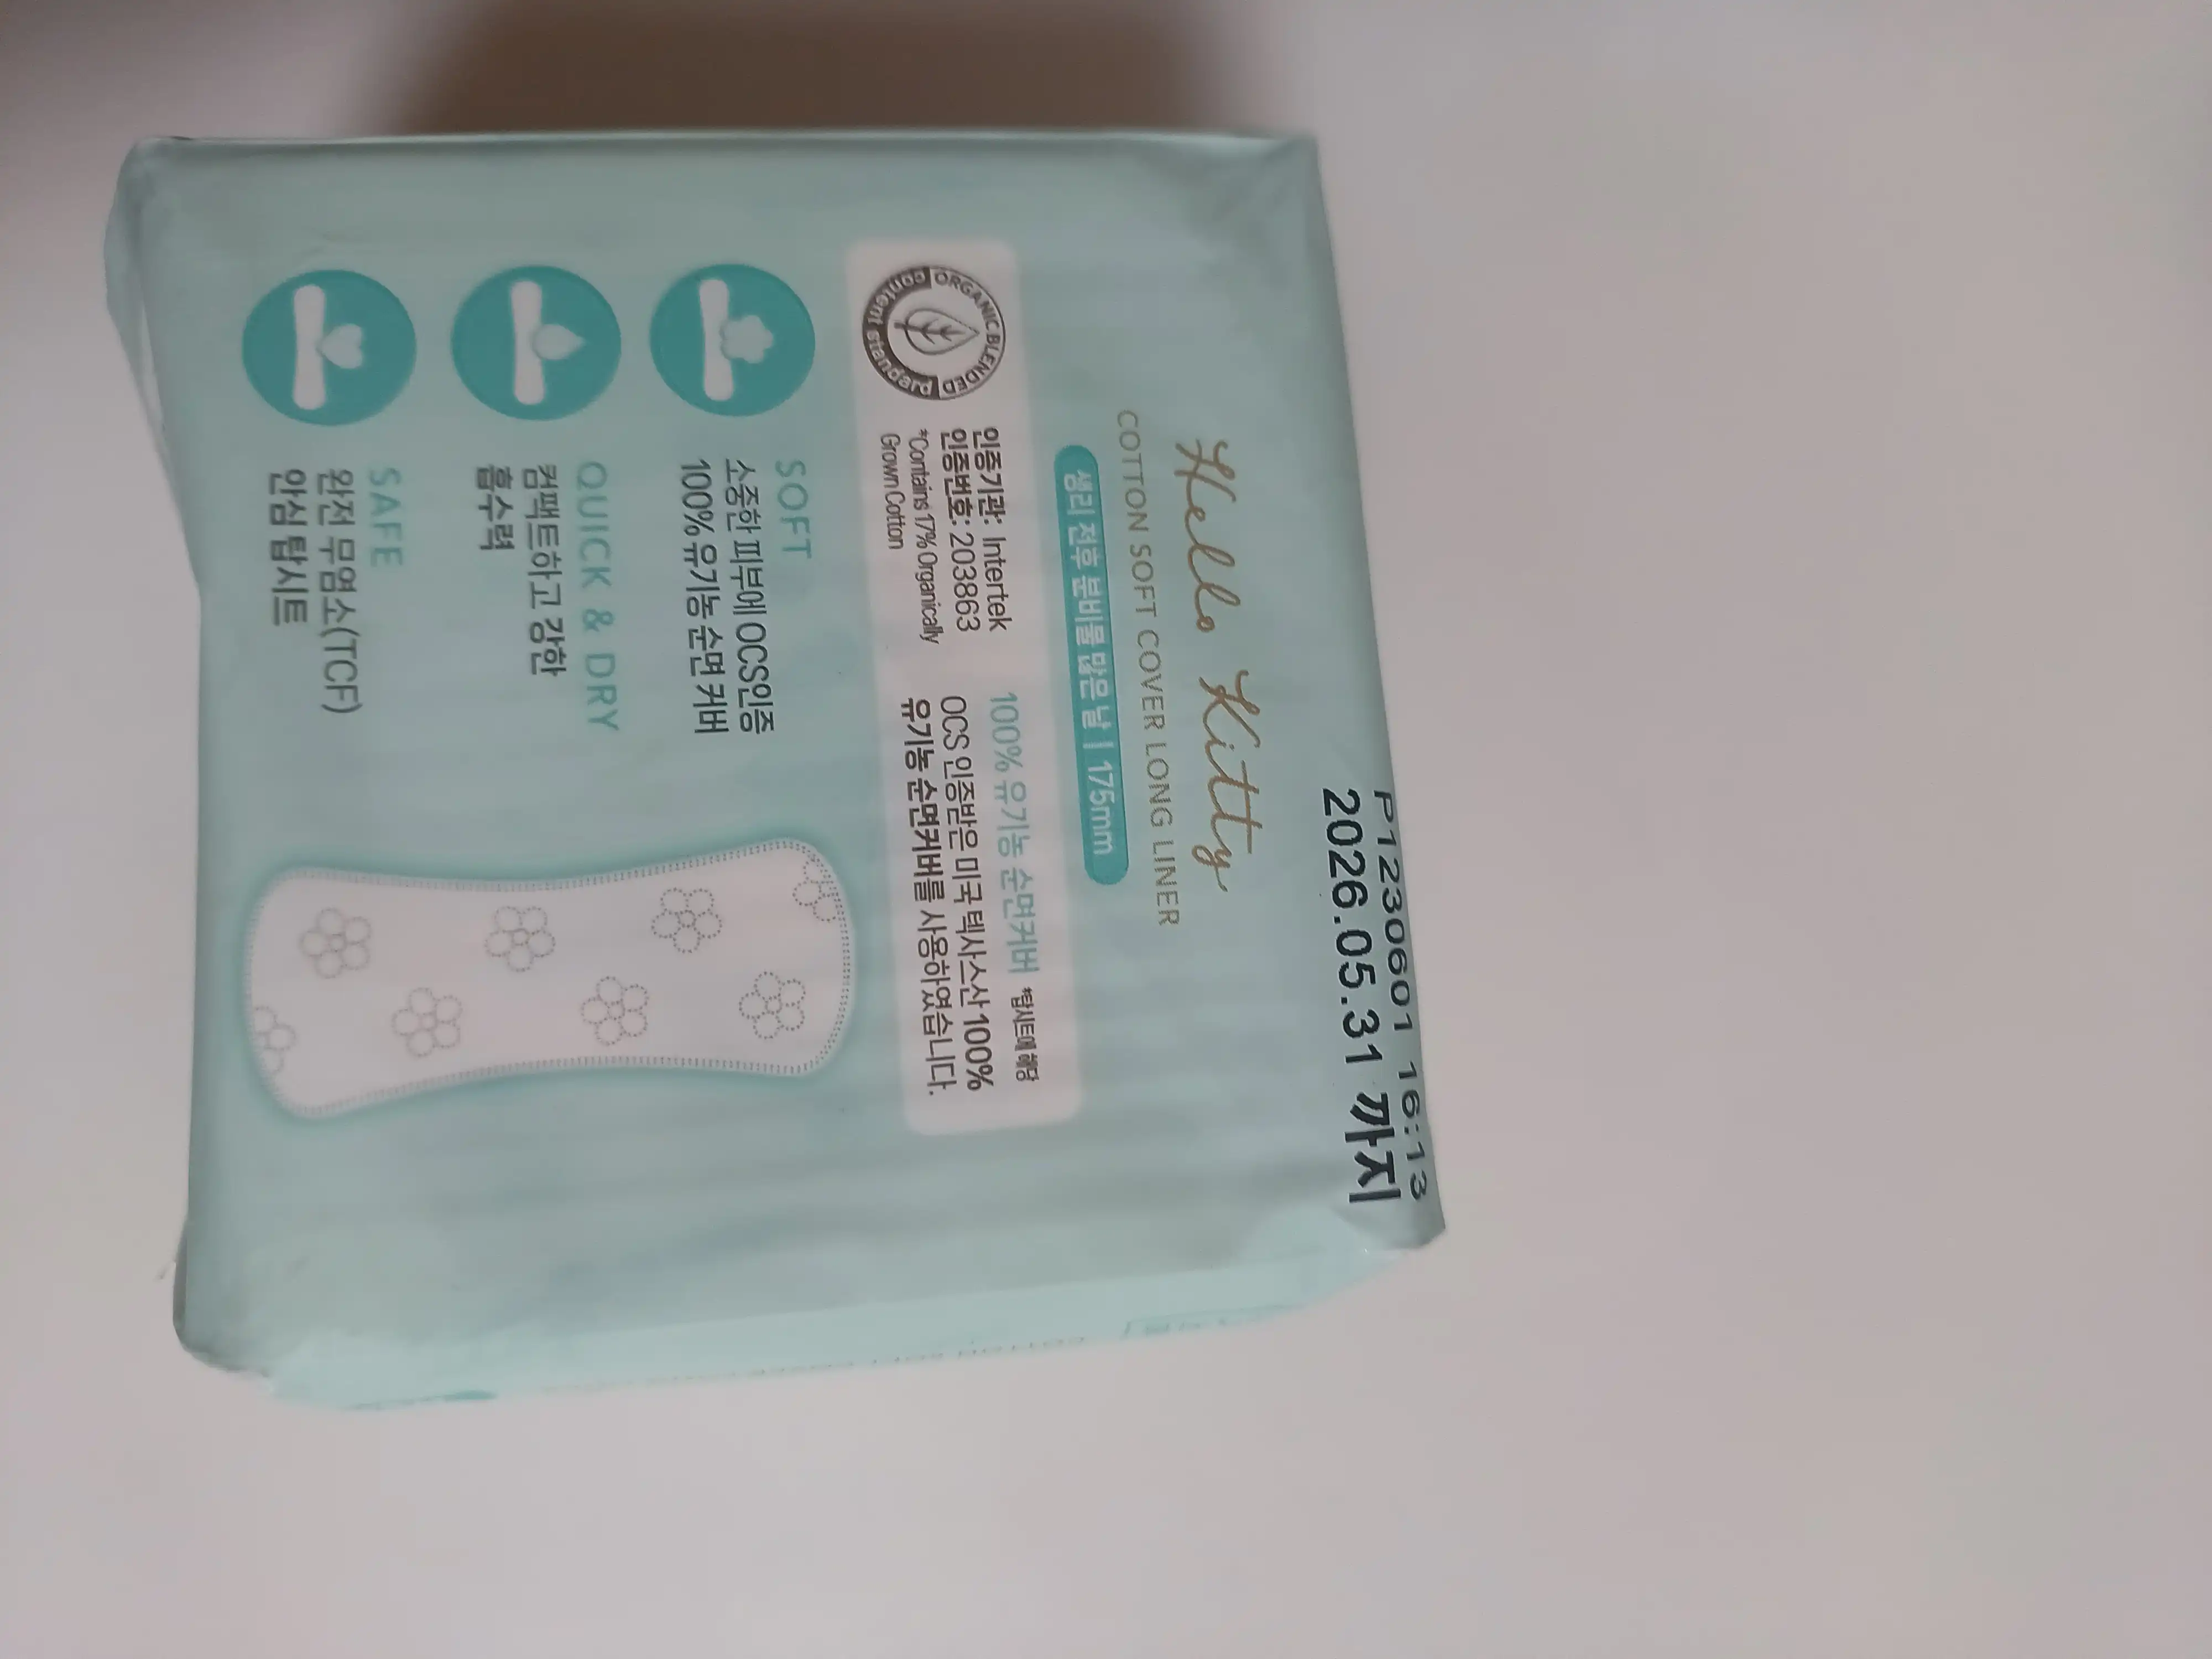 P1230601 16:13
2026.05.31 까지
Hello Kitty
COTTON SOFT COVER LONG LINER
생리 전후 분비물 많은 날 | 175mm
ORGANIC BLENDED
content standard
인증기관: Intertek
인증번호: 203863
*Contains 17% Organically
Grown Cotton
100% 유기농 순면커버 *탑시트에 해당
OCS 인증받은 미국 텍사스산 100%
유기농 순면커버를 사용하였습니다.
SOFT
소중한 피부에 OCS인증
100% 유기농 순면 커버
QUICK & DRY
컴팩트하고 강한
흡수력
SAFE
완전 무염소(TCF)
안심 탑시트